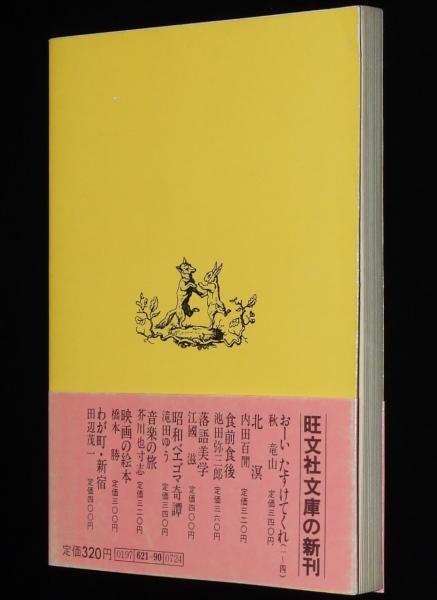 旺文社文庫の新刊
おーい たすけてくれ(一〜四)
秋 竜山 定価三四〇円
北溟
内田百閒 定価三二〇円
食前食後
池田弥三郎 定価三六〇円
落語美学
江國 滋 定価四〇〇円
昭和ベエゴマ奇譚
滝田ゆう 定価三四〇円
音楽の旅
芥川也寸志 定価三二〇円
映画の絵本
橋本 勝 定価三〇〇円
わが町・新宿
田辺茂一 定価四〇〇円
定価320円 0197 621-90 0724